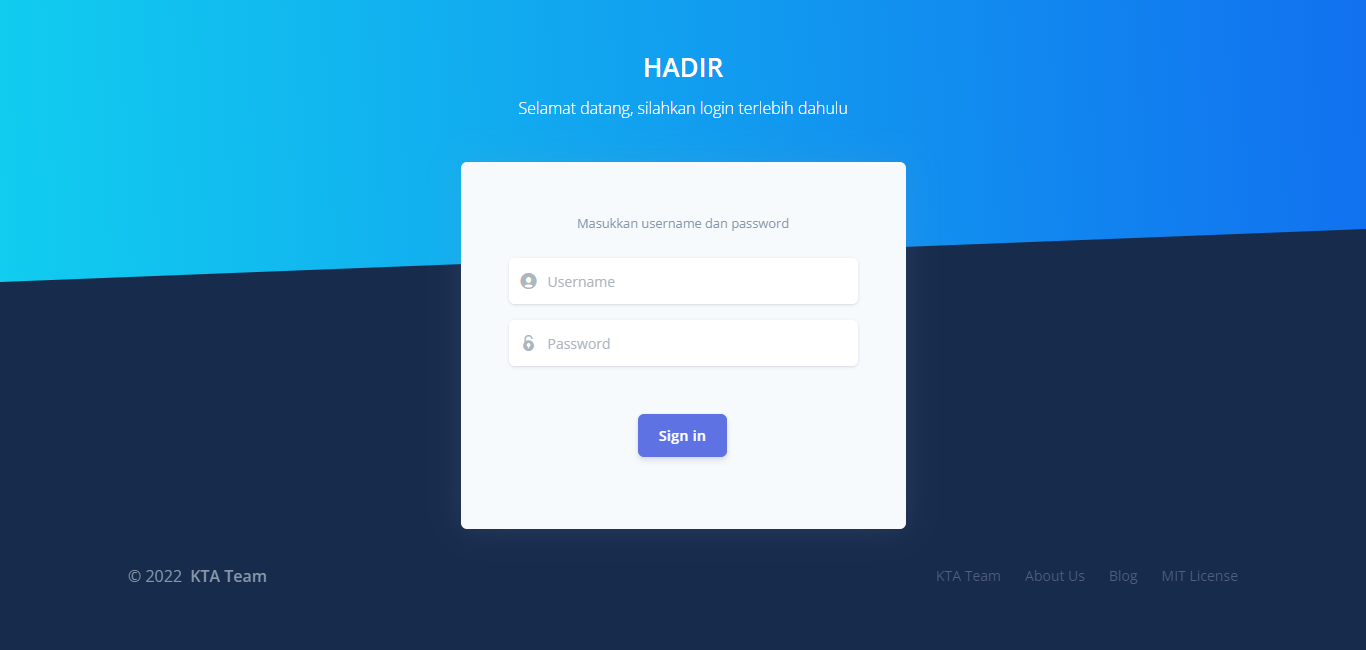 HADIR
Selamat datang, silahkan login terlebih dahulu
Masukkan username dan password
Username
Password
Sign in
© 2022 KTA Team
KTA Team About Us Blog MIT License